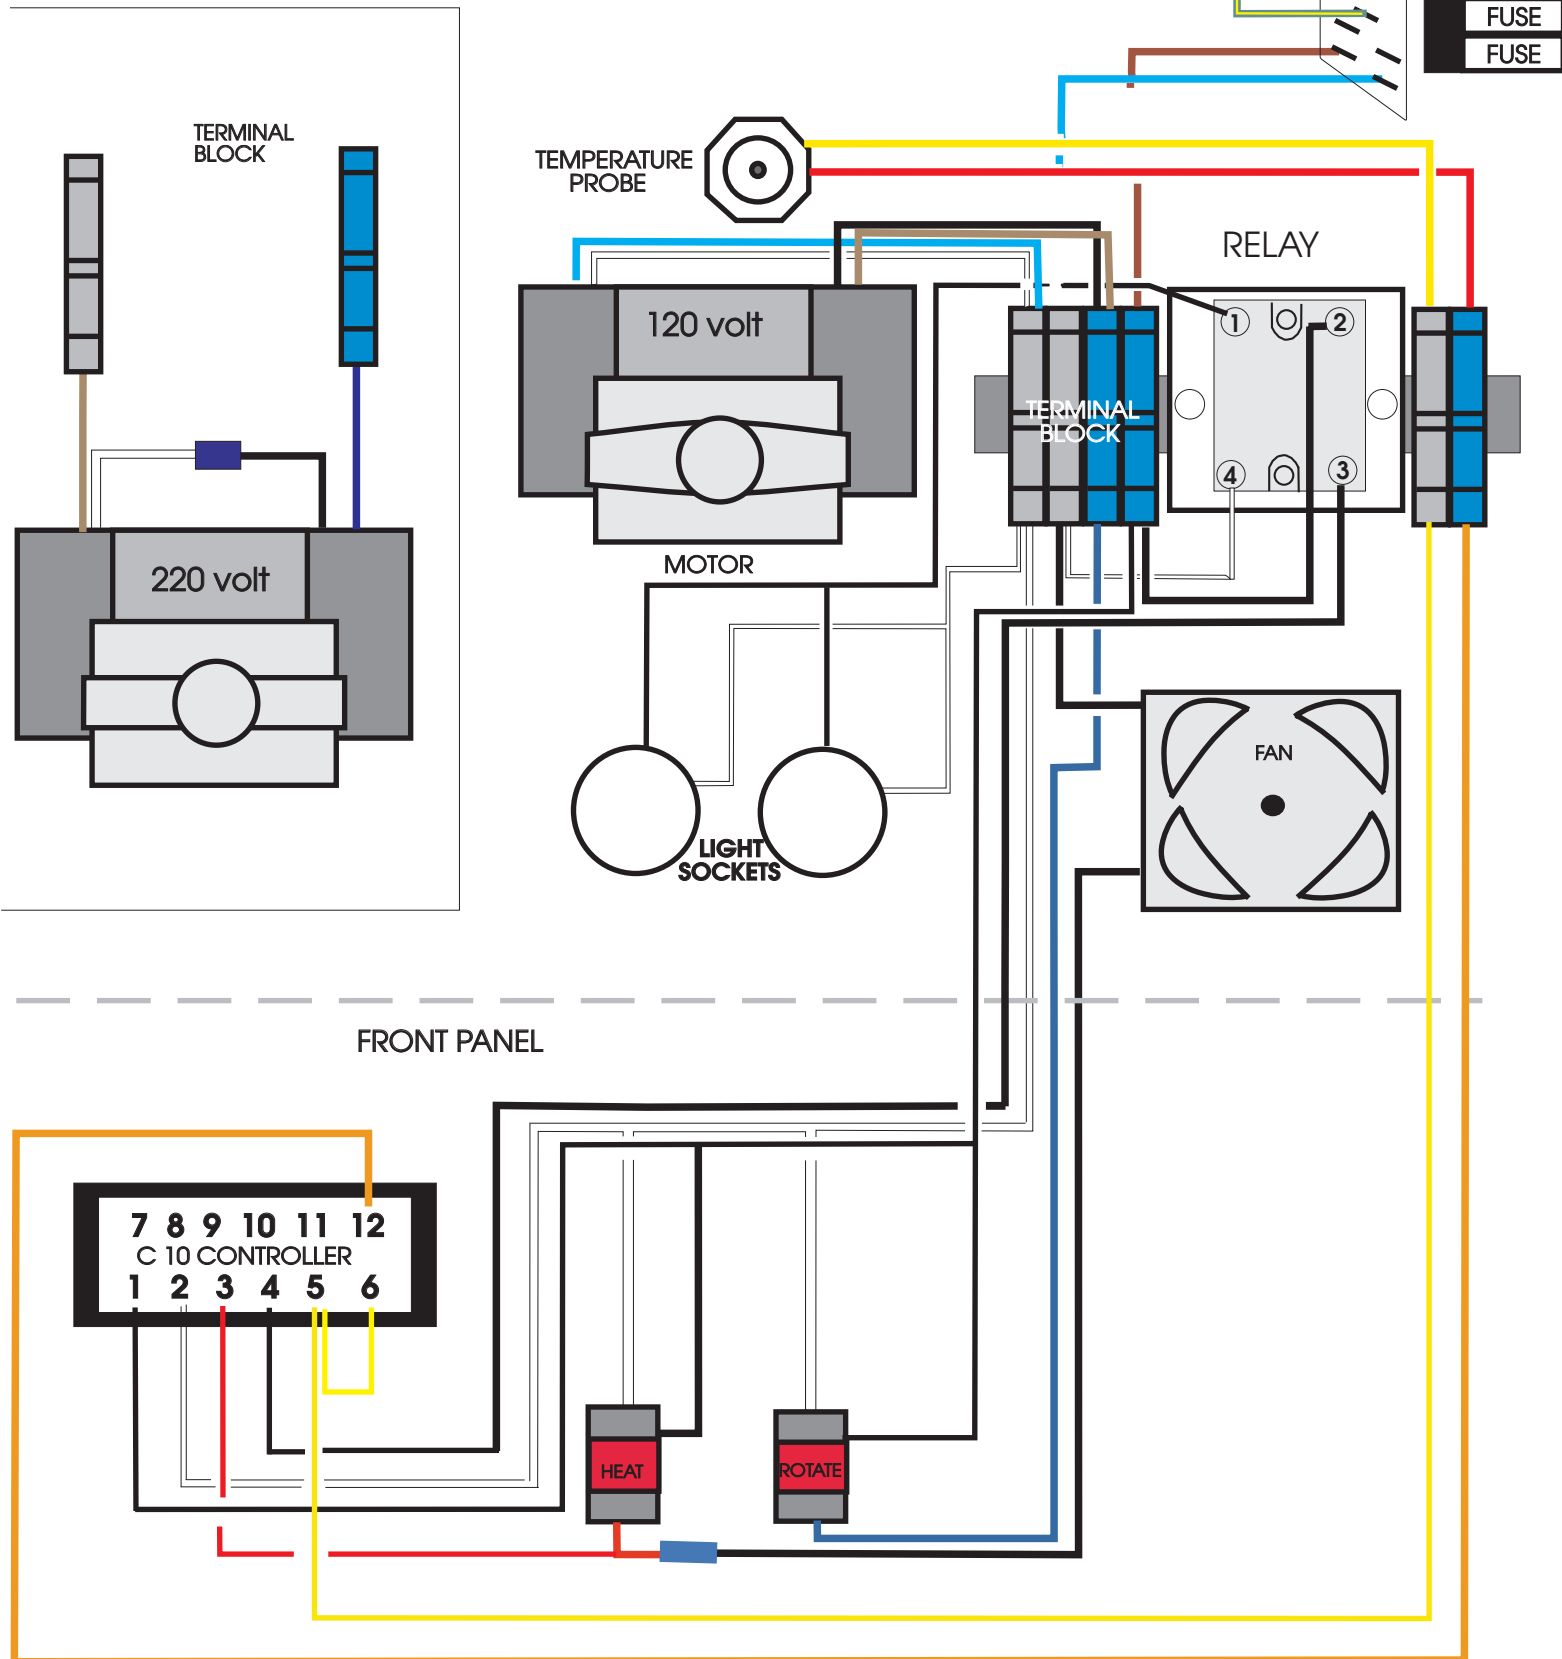 FUSE
FUSE
TERMINAL
BLOCK
TEMPERATURE
PROBE
RELAY
120 volt
1
2
TERMINAL
BLOCK
4
3
MOTOR
220 volt
FAN
LIGHT
SOCKETS
FRONT PANEL
7 8 9 10 11 12
C 10 CONTROLLER
1 2 3 4 5 6
HEAT
ROTATE